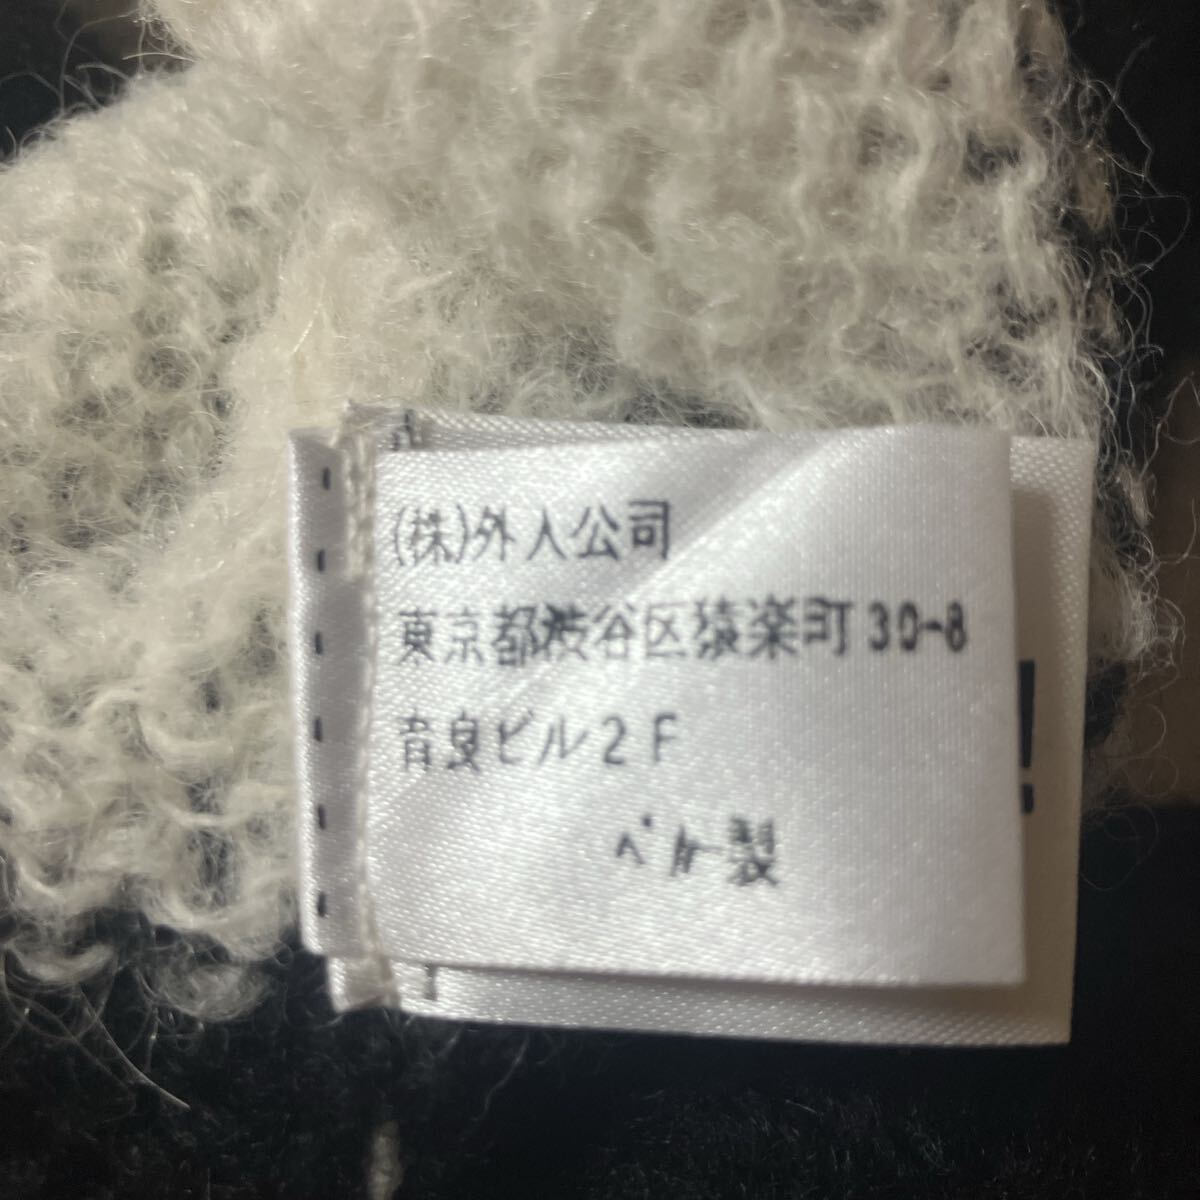 (株)外人公司
東京都渋谷区猿楽町30-8
育良ビル2F
ペルー製